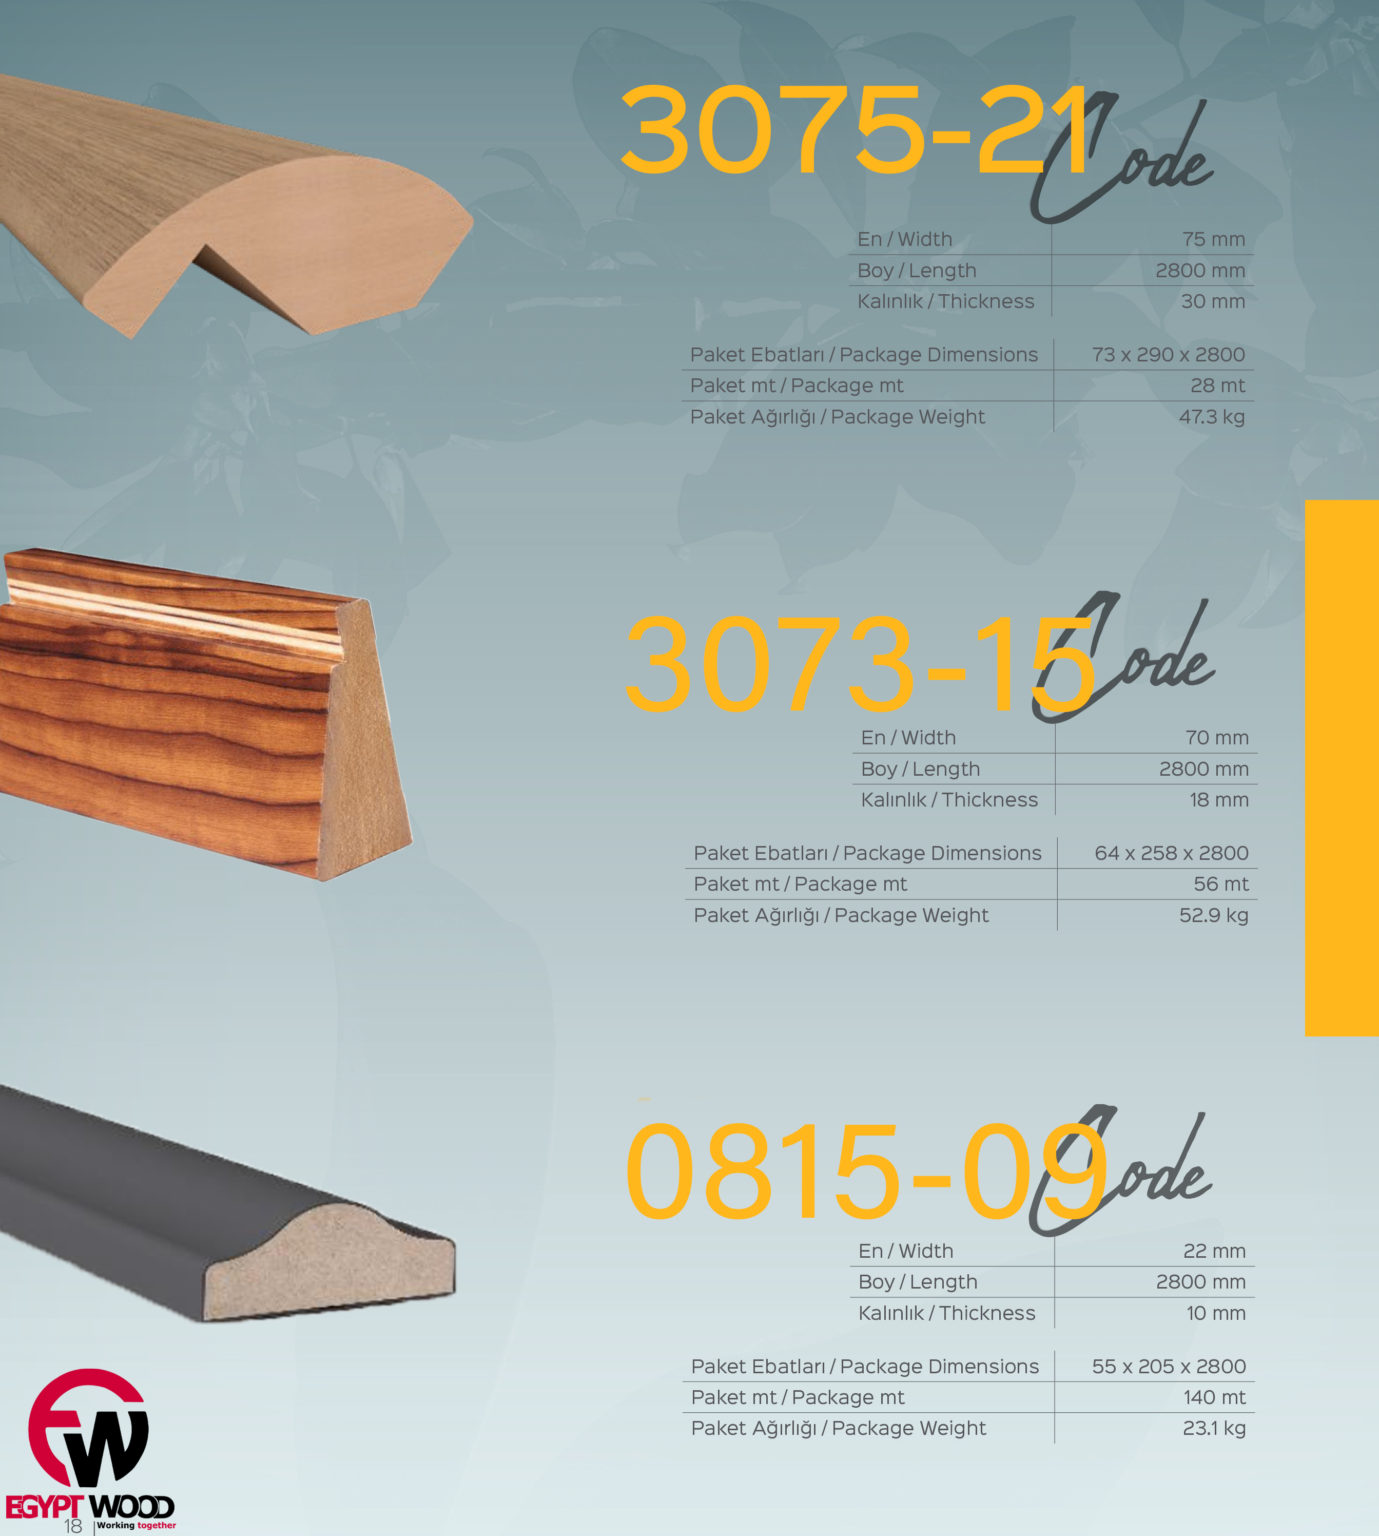 3075-21 Code
En / Width 75 mm
Boy / Length 2800 mm
Kalınlık / Thickness 30 mm
Paket Ebatları / Package Dimensions 73 x 290 x 2800
Paket mt / Package mt 28 mt
Paket Ağırlığı / Package Weight 47.3 kg
3073-15 Code
En / Width 70 mm
Boy / Length 2800 mm
Kalınlık / Thickness 18 mm
Paket Ebatları / Package Dimensions 64 x 258 x 2800
Paket mt / Package mt 56 mt
Paket Ağırlığı / Package Weight 52.9 kg
0815-09 Code
En / Width 22 mm
Boy / Length 2800 mm
Kalınlık / Thickness 10 mm
Paket Ebatları / Package Dimensions 55 x 205 x 2800
Paket mt / Package mt 140 mt
Paket Ağırlığı / Package Weight 23.1 kg
EW
EGYPT WOOD
18 | Working together